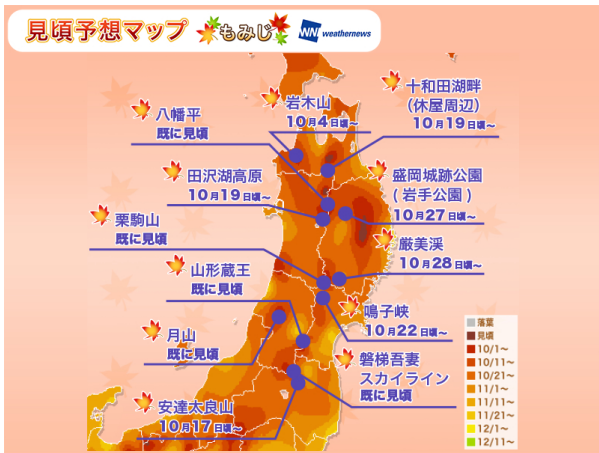 見頃予想マップ もみじ WNI weathernews
岩木山
10月4日頃~
十和田湖畔
(休屋周辺)
10月19日頃~
八幡平
既に見頃
田沢湖高原
10月19日頃~
盛岡城跡公園
(岩手公園)
10月27日頃~
栗駒山
既に見頃
厳美渓
10月28日頃~
山形蔵王
既に見頃
鳴子峡
10月22日頃~
月山
既に見頃
磐梯吾妻
スカイライン
既に見頃
安達太良山
10月17日頃~
落葉
見頃
10/1~
10/11~
10/21~
11/1~
11/11~
11/21~
12/1~
12/11~